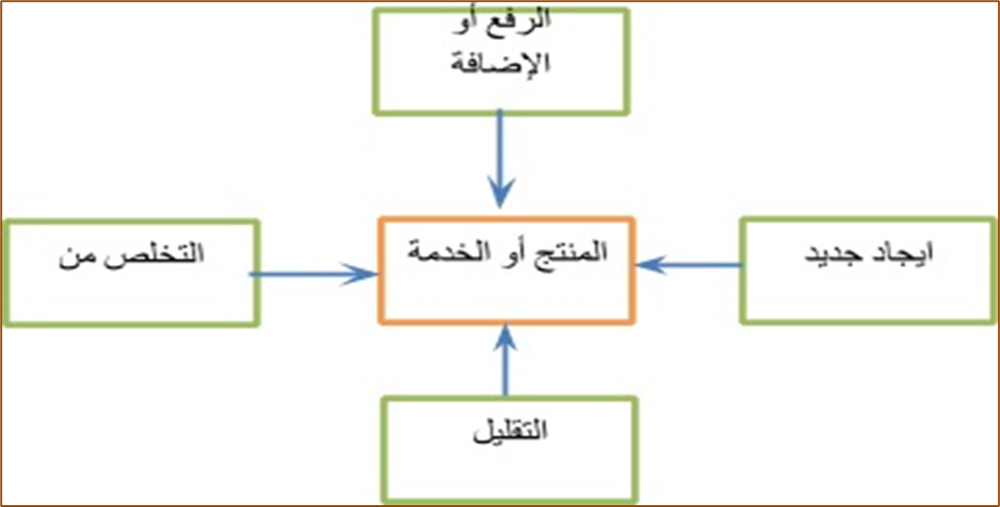 الرفع أو
الإضافة
ايجاد جديد
المنتج أو الخدمة
التخلص من
التقليل